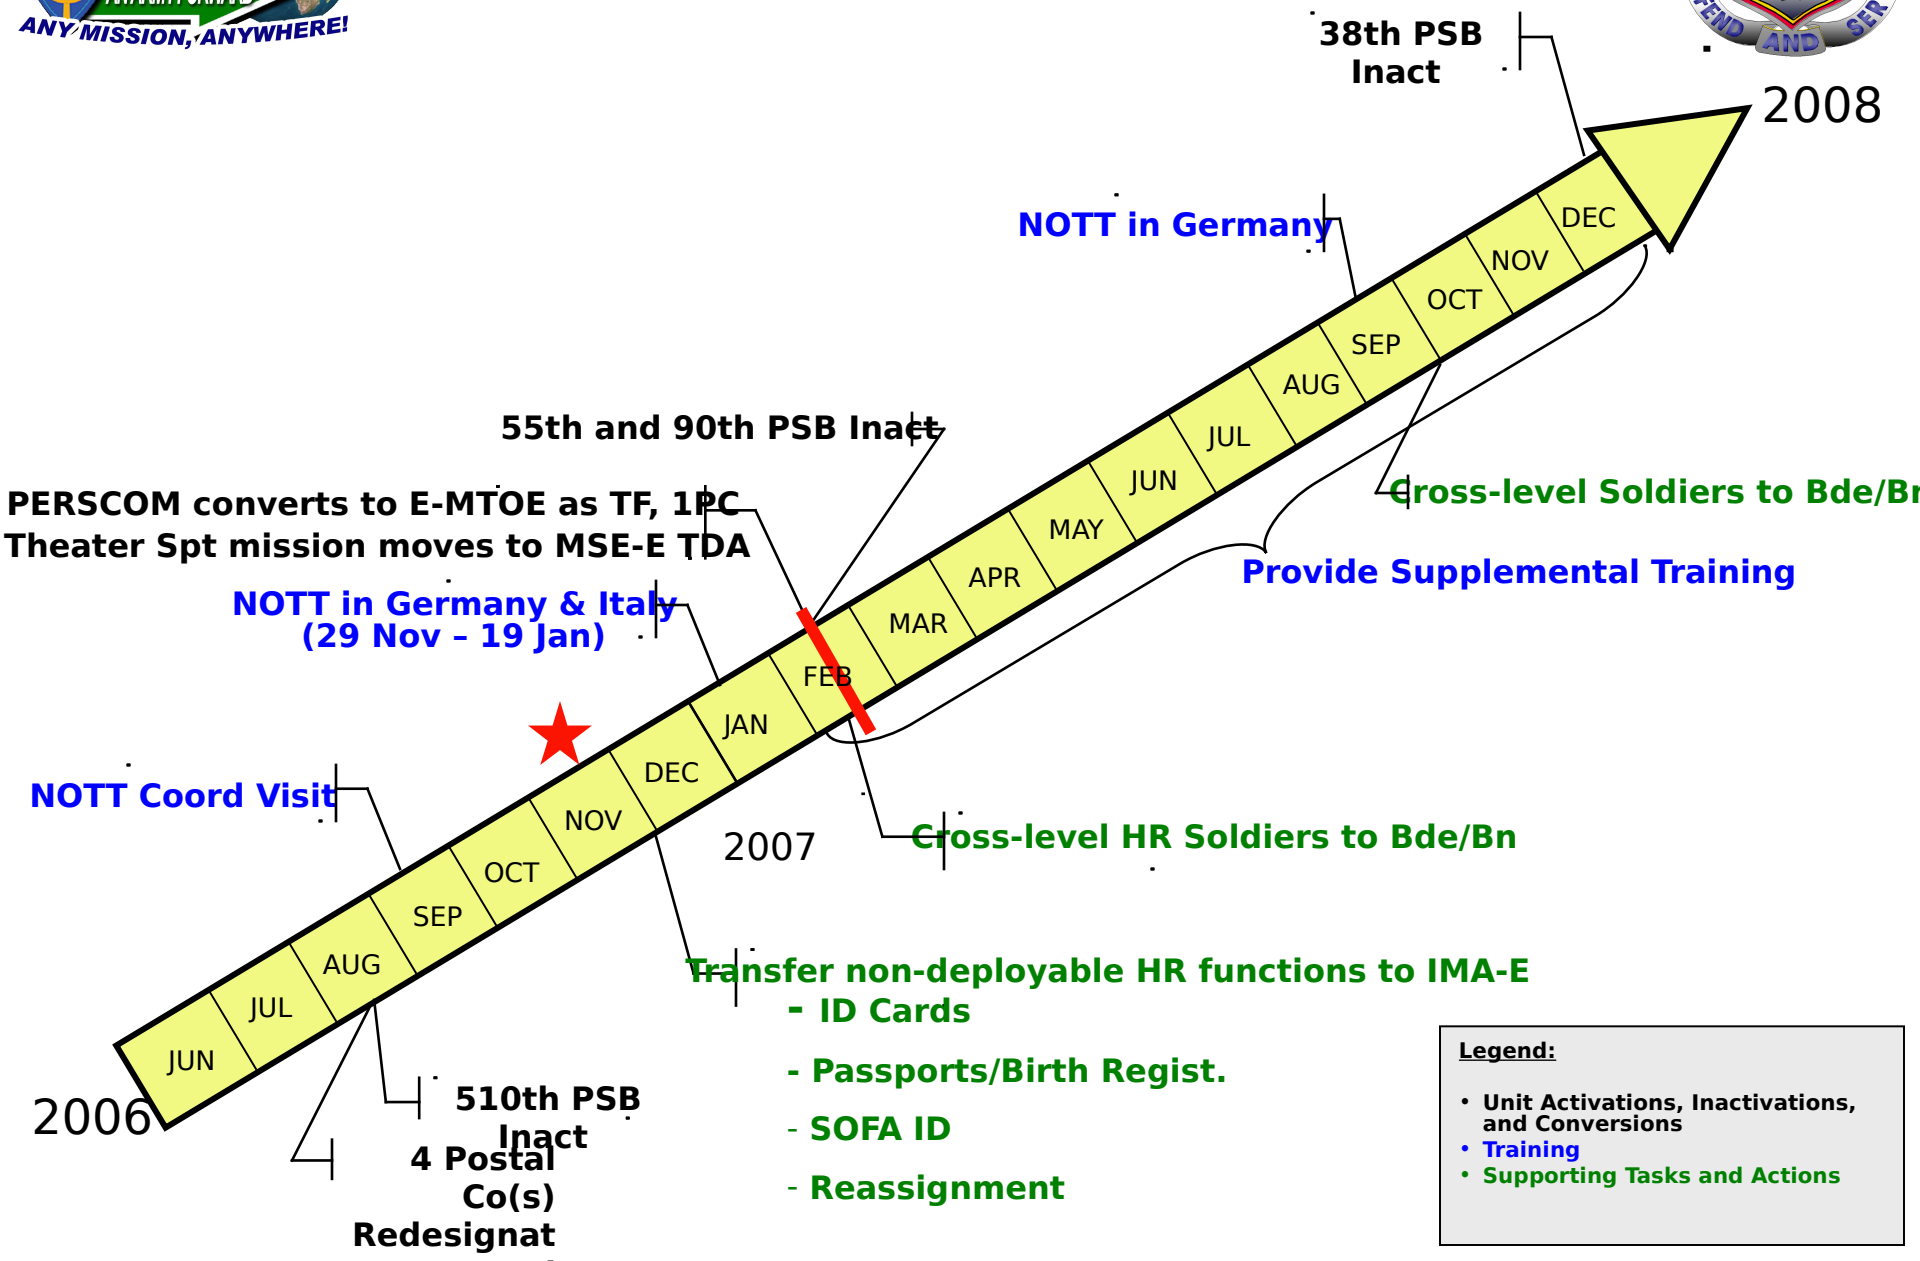 ANY MISSION, ANYWHERE!
AND
38th PSB
Inact
2008
NOTT in Germany
DEC
NOV
OCT
SEP
AUG
JUL
JUN
MAY
APR
MAR
FEB
JAN
DEC
NOV
OCT
SEP
AUG
JUL
JUN
55th and 90th PSB Inact
PERSCOM converts to E-MTOE as TF, 1PC
Theater Spt mission moves to MSE-E TDA
NOTT in Germany & Italy
(29 Nov – 19 Jan)
Cross-level Soldiers to Bde/Bn
Provide Supplemental Training
NOTT Coord Visit
2007
Cross-level HR Soldiers to Bde/Bn
Transfer non-deployable HR functions to IMA-E
- ID Cards
- Passports/Birth Regist.
- SOFA ID
- Reassignment
2006
510th PSB
Inact
4 Postal
Co(s)
Redesignat
Legend:
• Unit Activations, Inactivations,
and Conversions
• Training
• Supporting Tasks and Actions